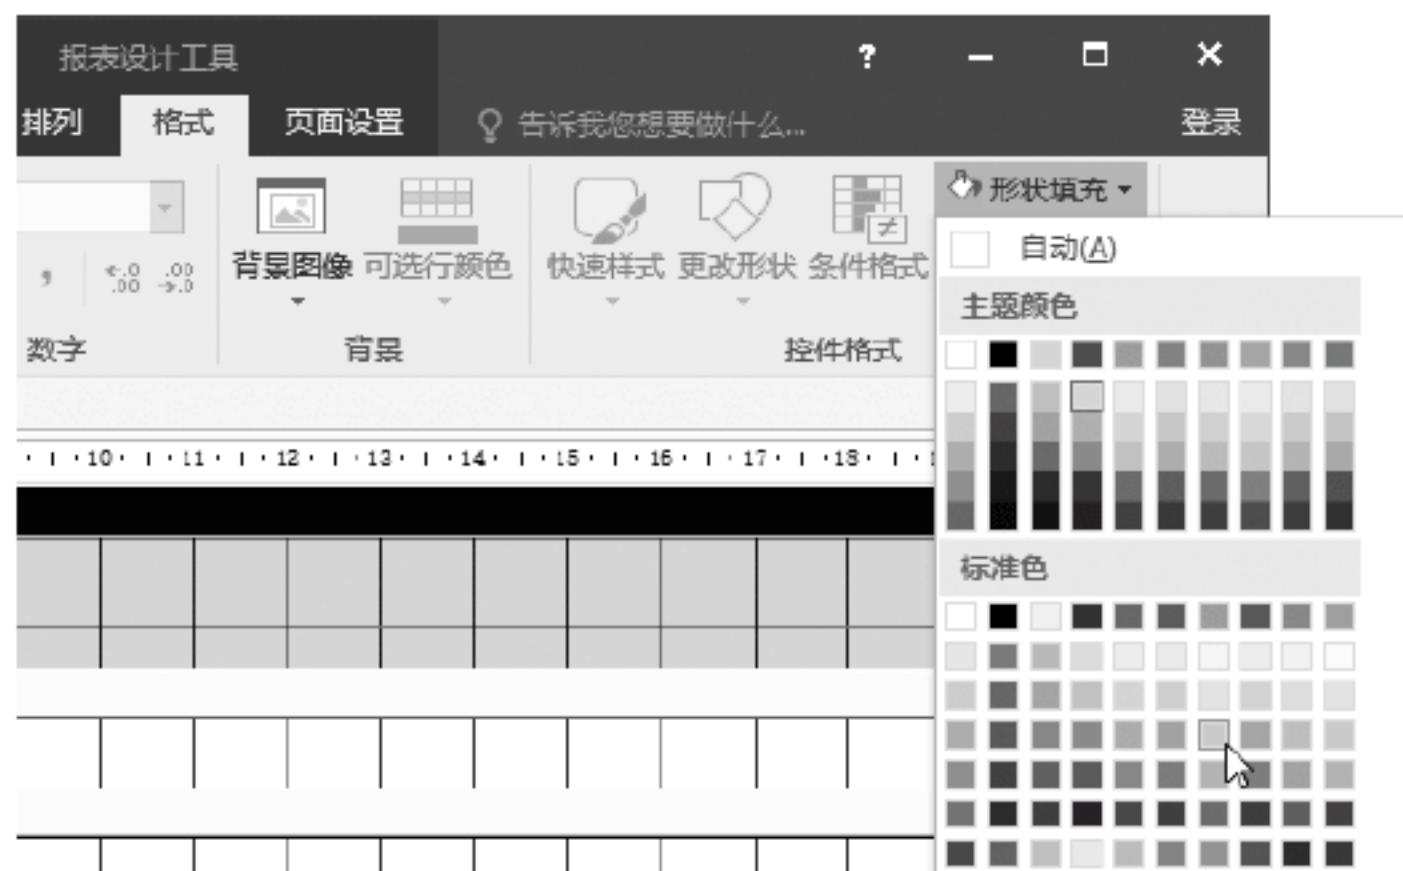 报表设计工具
?
排列 格式 页面设置 告诉我您想要做什么... 登录
形状填充
自动(A)
背景图像 可选行颜色 快速样式 更改形状 条件格式
, .0 .00 .00 .0
主题颜色
数字 背景 控件格式
10 11 12 13 14 15 16 17 18
标准色